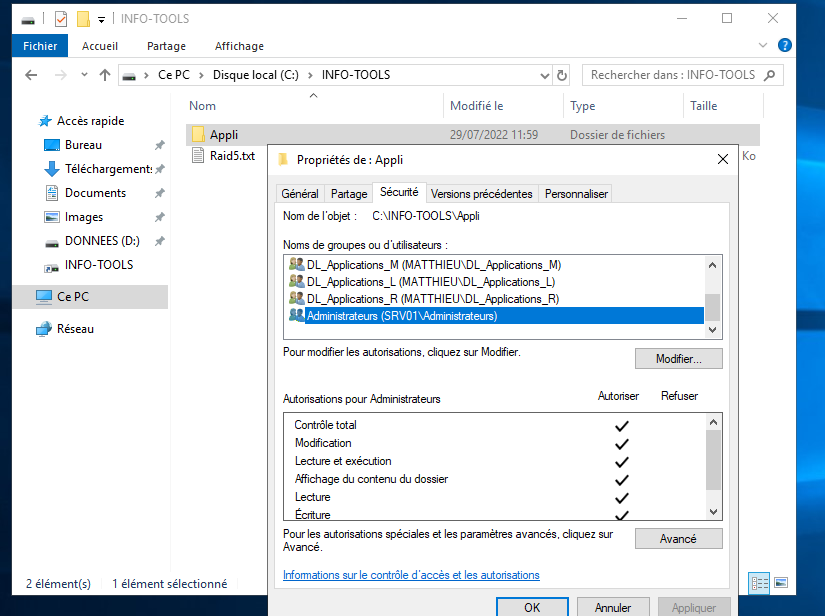 INFO-TOOLS
Fichier Accueil Partage Affichage
Ce PC > Disque local (C:) > INFO-TOOLS
Rechercher dans : INFO-TOOLS
Nom Modifié le Type Taille
Accès rapide
Bureau
Téléchargements
Documents
Images
DONNEES (D:)
INFO-TOOLS
Ce PC
Réseau
Appli 29/07/2022 11:59 Dossier de fichiers
Raid5.txt Ko
Propriétés de : Appli
Général Partage Sécurité Versions précédentes Personnaliser
Nom de l'objet : C:\INFO-TOOLS\Appli
Noms de groupes ou d'utilisateurs :
DL_Applications_M (MATTHIEU\DL_Applications_M)
DL_Applications_L (MATTHIEU\DL_Applications_L)
DL_Applications_R (MATTHIEU\DL_Applications_R)
Administrateurs (SRV01\Administrateurs)
Pour modifier les autorisations, cliquez sur Modifier.
Modifier...
Autorisations pour Administrateurs Autoriser Refuser
Contrôle total
Modification
Lecture et exécution
Affichage du contenu du dossier
Lecture
Écriture
Pour les autorisations spéciales et les paramètres avancés, cliquez sur
Avancé.
Avancé
Informations sur le contrôle d'accès et les autorisations
OK Annuler Appliquer
2 élément(s) 1 élément sélectionné